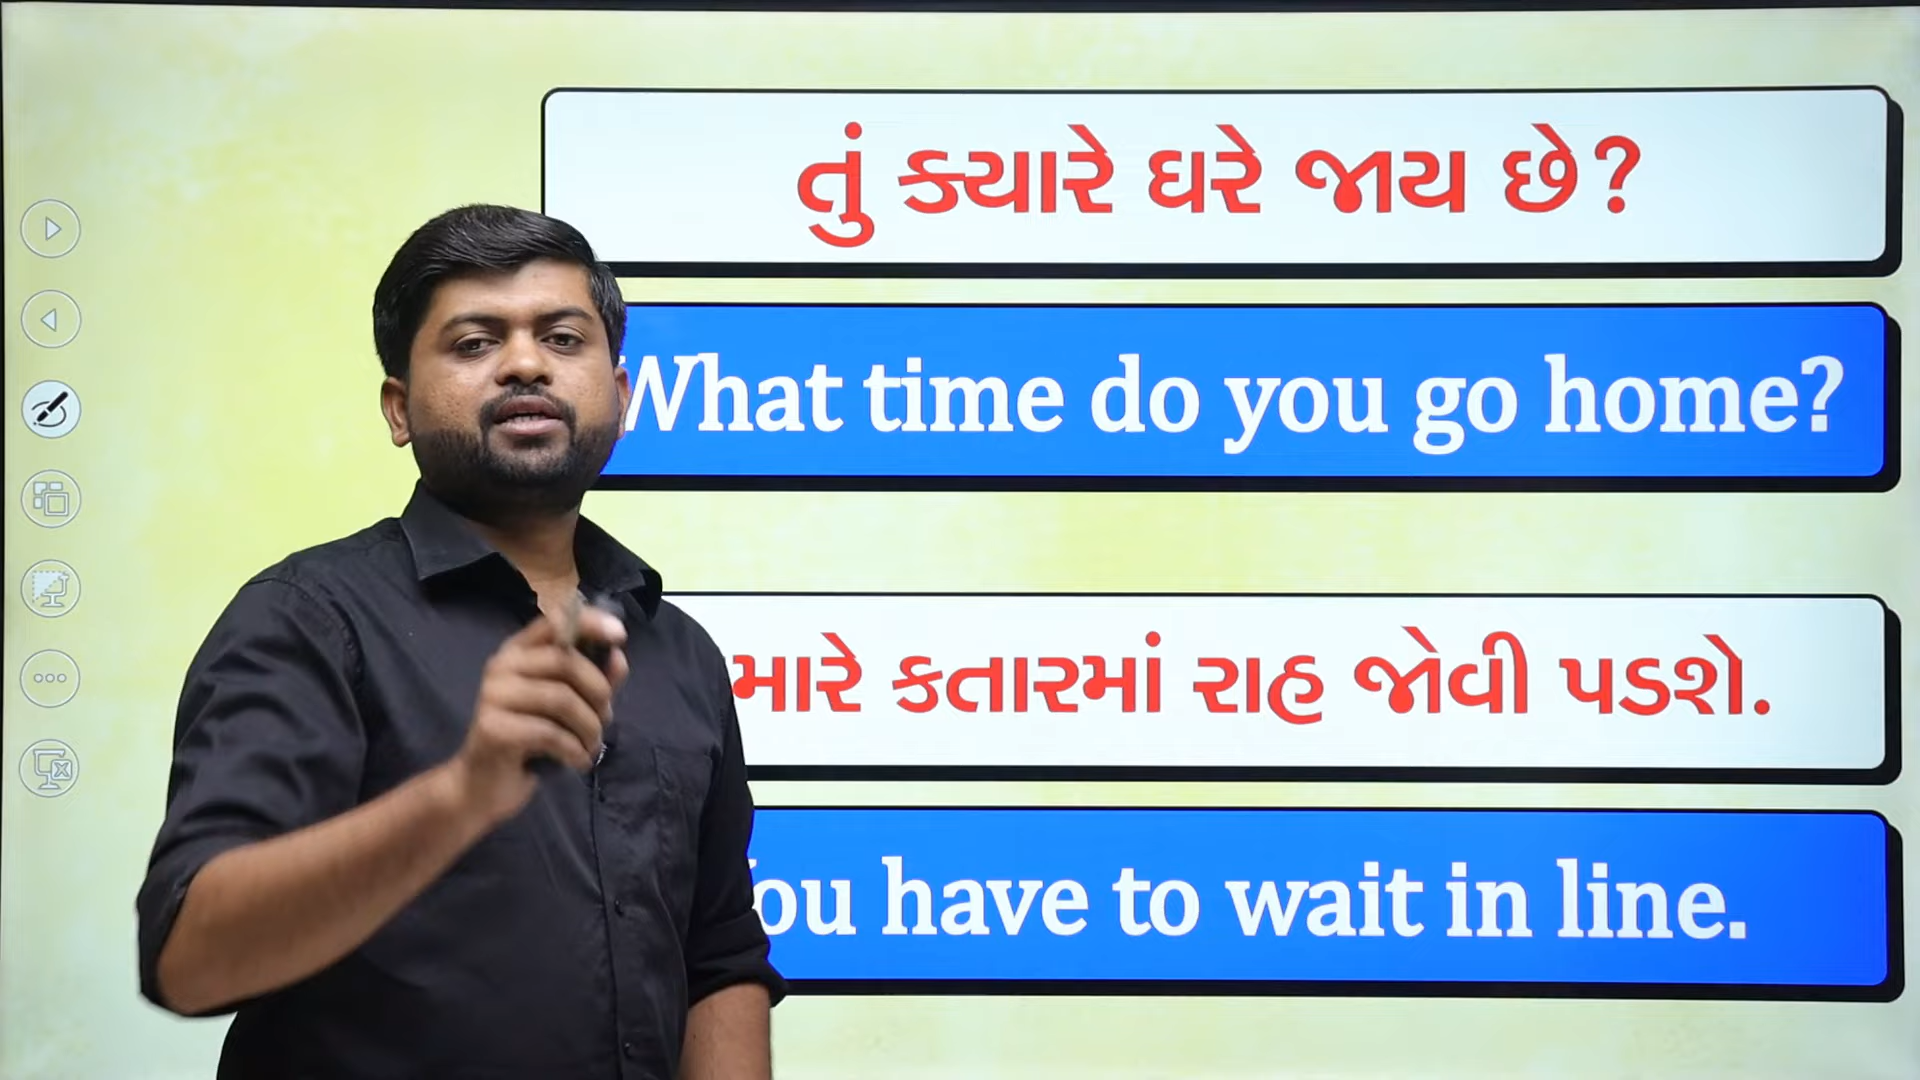 તું ક્યારે ઘરે જાય છે?
What time do you go home?
કતારમાં રાહ જોવી પડશે.
have to wait in line.